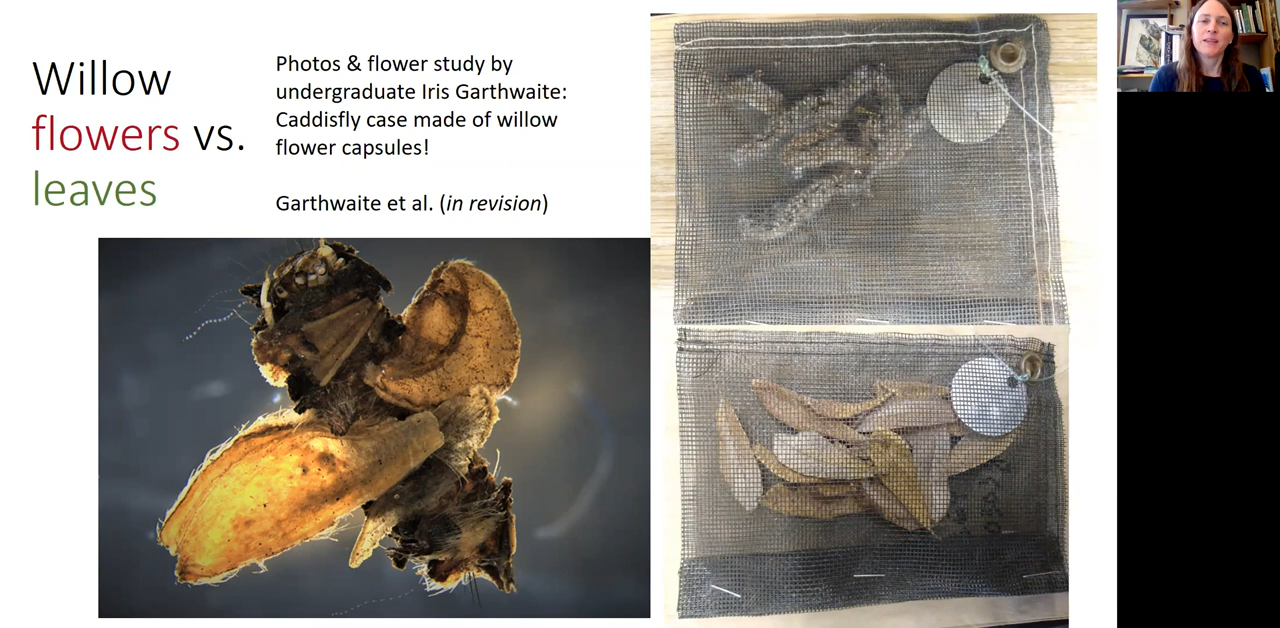 Willow
flowers vs.
leaves
Photos & flower study by
undergraduate Iris Garthwaite:
Caddisfly case made of willow
flower capsules!
Garthwaite et al. (in revision)